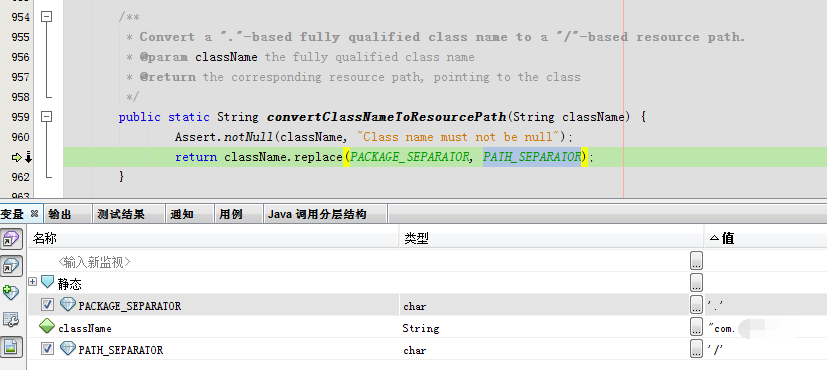 954 /**
955 * Convert a "."-based fully qualified class name to a "/"-based resource path.
956 * @param className the fully qualified class name
957 * @return the corresponding resource path, pointing to the class
958 */
959 public static String convertClassNameToResourcePath(String className) {
960 Assert.notNull(className, "Class name must not be null");
return className.replace(PACKAGE_SEPARATOR, PATH_SEPARATOR);
962 }
963
变量 输出 测试结果 通知 用例 Java 调用分层结构
名称 类型 值
<输入新监视> ...
静态 ...
PACKAGE_SEPARATOR char ... '.'
className String ... "com.
PATH_SEPARATOR char ... '/'